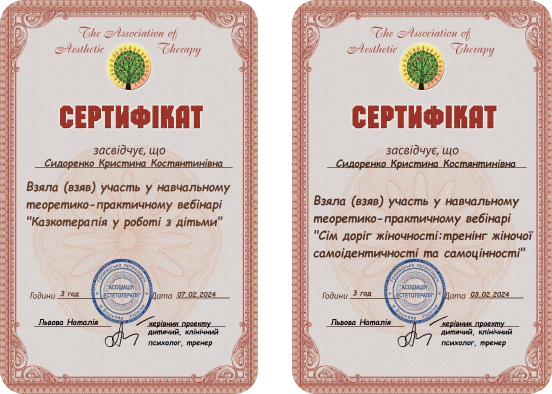 The Association of
Aesthetic Therapy
СЕРТИФІКАТ
засвідчує, що
Сидоренко Кристина Костянтинівна
Взяла (взяв) участь у навчальному
теоретико-практичному вебінарі
"Казкотерапія у роботі з дітьми"
"АСОЦІАЦІЯ
ЕСТЕТОТЕРАПІЇ"
Години 3 год Дата 07.02.2024
Львова Наталія керівник проекту
дитячий, клінічний
психолог, тренер
The Association of
Aesthetic Therapy
СЕРТИФІКАТ
засвідчує, що
Сидоренко Кристина Костянтинівна
Взяла (взяв) участь у навчальному
теоретико-практичному вебінарі
"Сім доріг жіночності:тренінг жіночої
самоідентичності та самоцінності"
"АСОЦІАЦІЯ
ЕСТЕТОТЕРАПІЇ"
Години 3 год Дата 03.02.2024
Львова Наталія керівник проекту
дитячий, клінічний
психолог, тренер